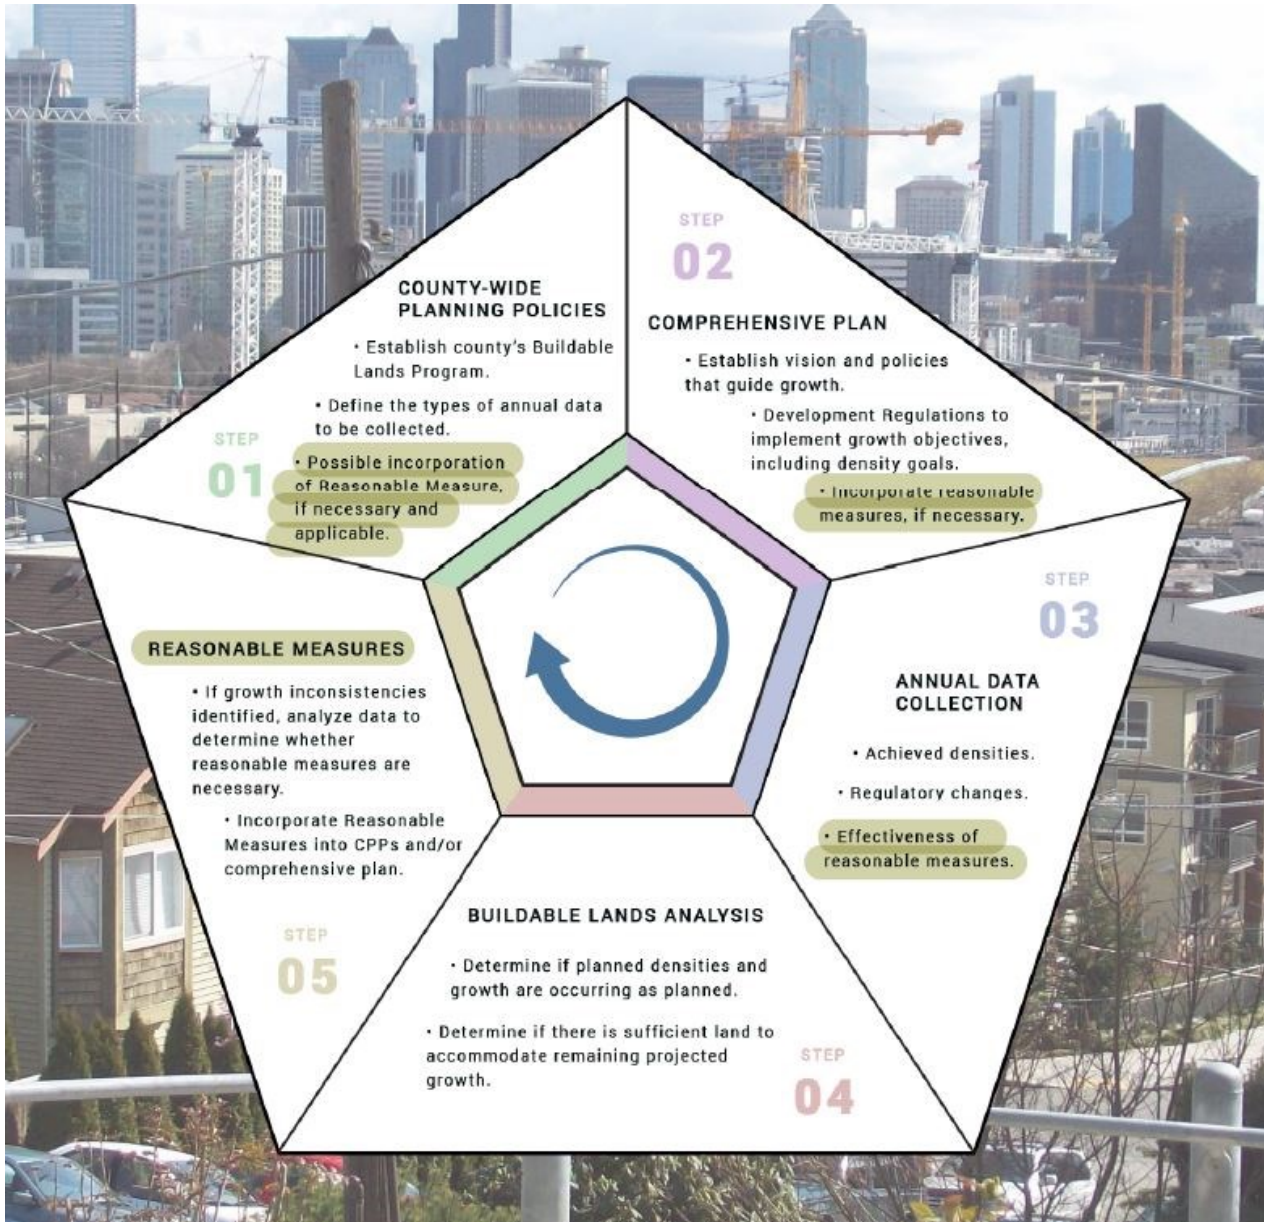 STEP
01
COUNTY-WIDE
PLANNING POLICIES
• Establish county's Buildable
Lands Program.
• Define the types of annual data
to be collected.
• Possible incorporation
of Reasonable Measure,
if necessary and
applicable.
STEP
02
COMPREHENSIVE PLAN
• Establish vision and policies
that guide growth.
• Development Regulations to
implement growth objectives,
including density goals.
• Incorporate reasonable
measures, if necessary.
STEP
03
ANNUAL DATA
COLLECTION
• Achieved densities.
• Regulatory changes.
• Effectiveness of
reasonable measures.
BUILDABLE LANDS ANALYSIS
• Determine if planned densities and
growth are occurring as planned.
• Determine if there is sufficient land to
accommodate remaining projected
growth.
STEP
04
REASONABLE MEASURES
• If growth inconsistencies
identified, analyze data to
determine whether
reasonable measures are
necessary.
• Incorporate Reasonable
Measures into CPPs and/or
comprehensive plan.
STEP
05